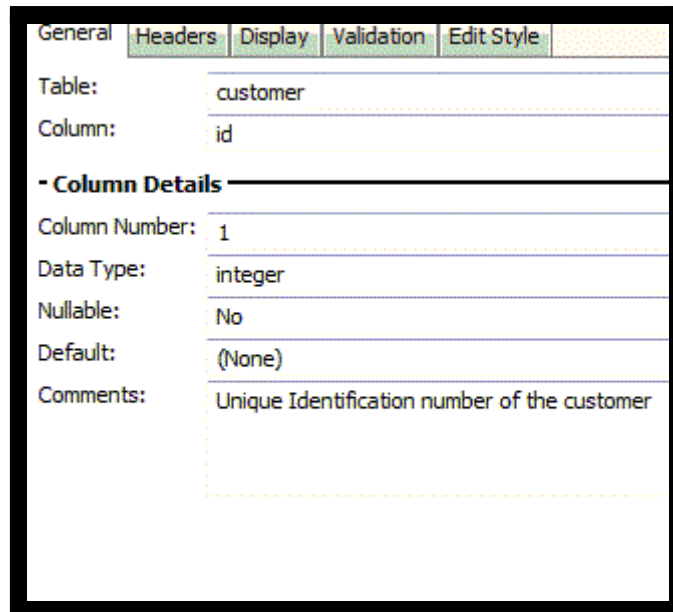 General Headers Display Validation Edit Style
Table: customer
Column: id
- Column Details
Column Number: 1
Data Type: integer
Nullable: No
Default: (None)
Comments: Unique Identification number of the customer